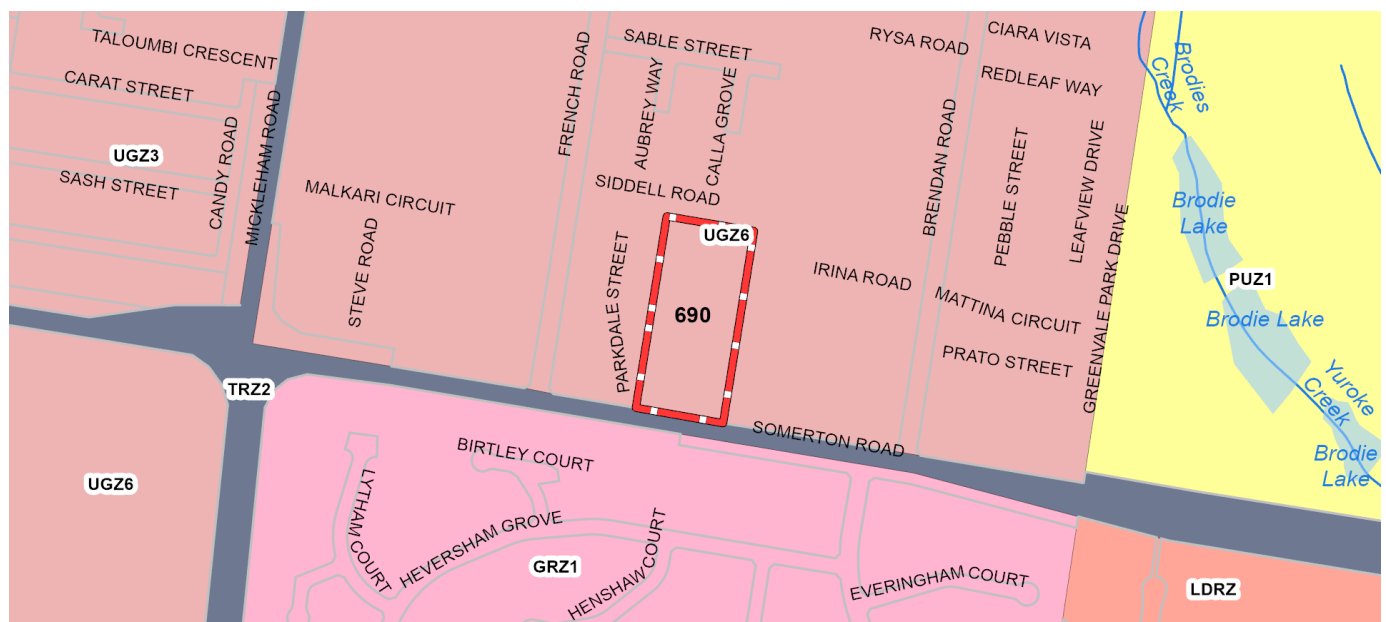 TALOUMBI CRESCENT
CARAT STREET
UGZ3
SASH STREET
CANDY ROAD
MICKLEHAM ROAD
MALKARI CIRCUIT
STEVE ROAD
FRENCH ROAD
SABLE STREET
AUBREY WAY
CALLA GROVE
SIDDELL ROAD
UGZ6
PARKDALE STREET
690
RYSA ROAD
CIARA VISTA
REDLEAF WAY
BRENDAN ROAD
PEBBLE STREET
LEAFVIEW DRIVE
IRINA ROAD
MATTINA CIRCUIT
PRATO STREET
GREENVALE PARK DRIVE
Brodies
Creek
Brodie
Lake
PUZ1
Brodie Lake
Yuroke
Creek
Brodie
Lake
TRZ2
SOMERTON ROAD
UGZ6
BIRTLEY COURT
LYTHAM COURT
HEVERSHAM GROVE
GRZ1
HENSHAW COURT
EVERINGHAM COURT
LDRZ